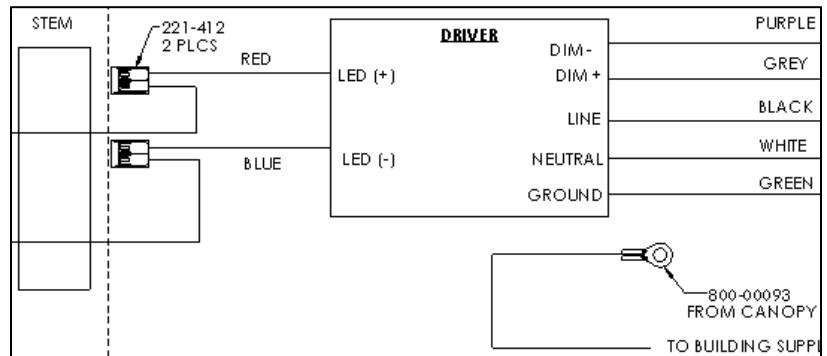 STEM
221-412
2 PLCS
RED
BLUE
DRIVER
LED (+)
LED (-)
DIM-
DIM +
LINE
NEUTRAL
GROUND
PURPLE
GREY
BLACK
WHITE
GREEN
800-00093
FROM CANOPY
TO BUILDING SUPPL